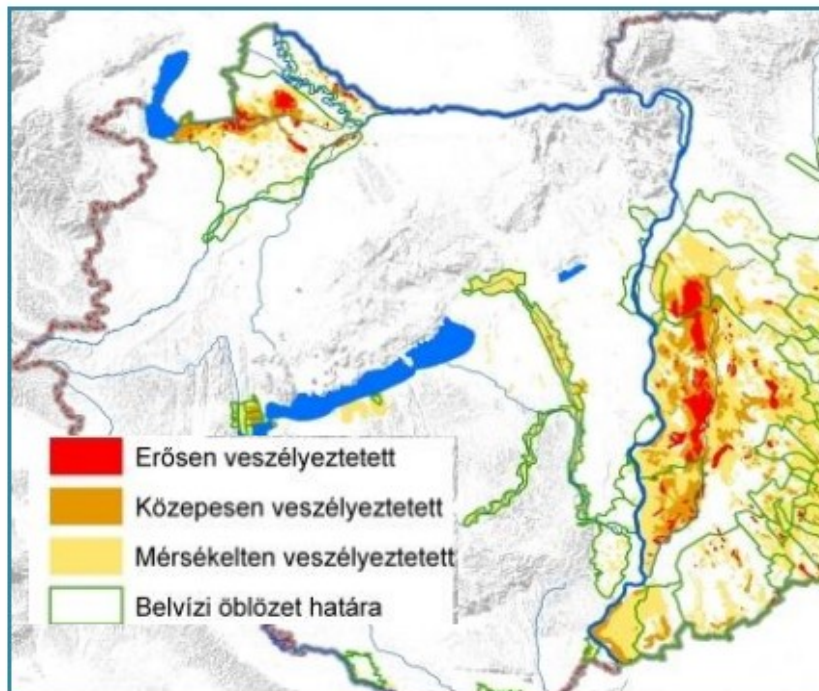 Erősen veszélyeztetett
Közepesen veszélyeztetett
Mérsékelten veszélyeztetett
Belvízi öblözet határa